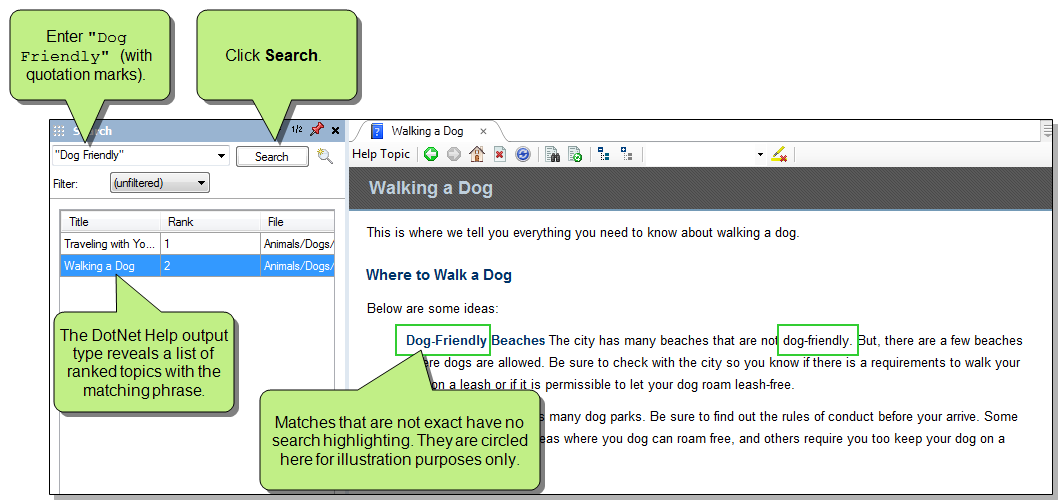 Enter "Dog
Friendly" (with
quotation marks).
Click Search.
Search
1/2
Walking a Dog
"Dog Friendly"
Search
Help Topic
Filter:
(unfiltered)
Walking a Dog
Title Rank File
Traveling with Yo... 1 Animals/Dogs/
Walking a Dog 2 Animals/Dogs/
This is where we tell you everything you need to know about walking a dog.
Where to Walk a Dog
Below are some ideas:
Dog-Friendly Beaches The city has many beaches that are not dog-friendly. But, there are a few beaches
ere dogs are allowed. Be sure to check with the city so you know if there is a requirements to walk your
on a leash or if it is permissible to let your dog roam leash-free.
s many dog parks. Be sure to find out the rules of conduct before your arrive. Some
eas where you dog can roam free, and others require you too keep your dog on a
The DotNet Help output
type reveals a list of
ranked topics with the
matching phrase.
Matches that are not exact have no
search highlighting. They are circled
here for illustration purposes only.